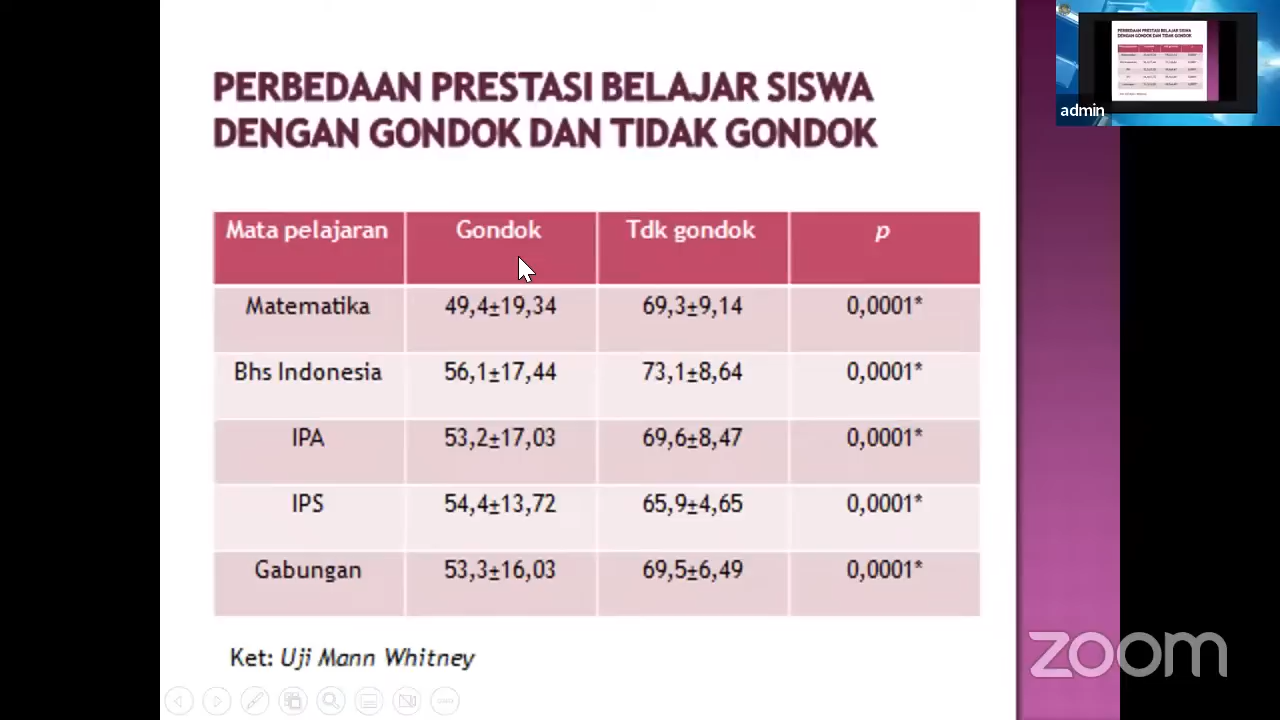 PERBEDAAN PRESTASI BELAJAR SISWA
DENGAN GONDOK DAN TIDAK GONDOK
Mata pelajaran Gondok Tdk gondok p
Matematika 49,4±19,34 69,3±9,14 0,0001*
Bhs Indonesia 56,1±17,44 73,1±8,64 0,0001*
IPA 53,2±17,03 69,6±8,47 0,0001*
IPS 54,4±13,72 65,9±4,65 0,0001*
Gabungan 53,3±16,03 69,5±6,49 0,0001*
Ket: Uji Mann Whitney
admin
zoom